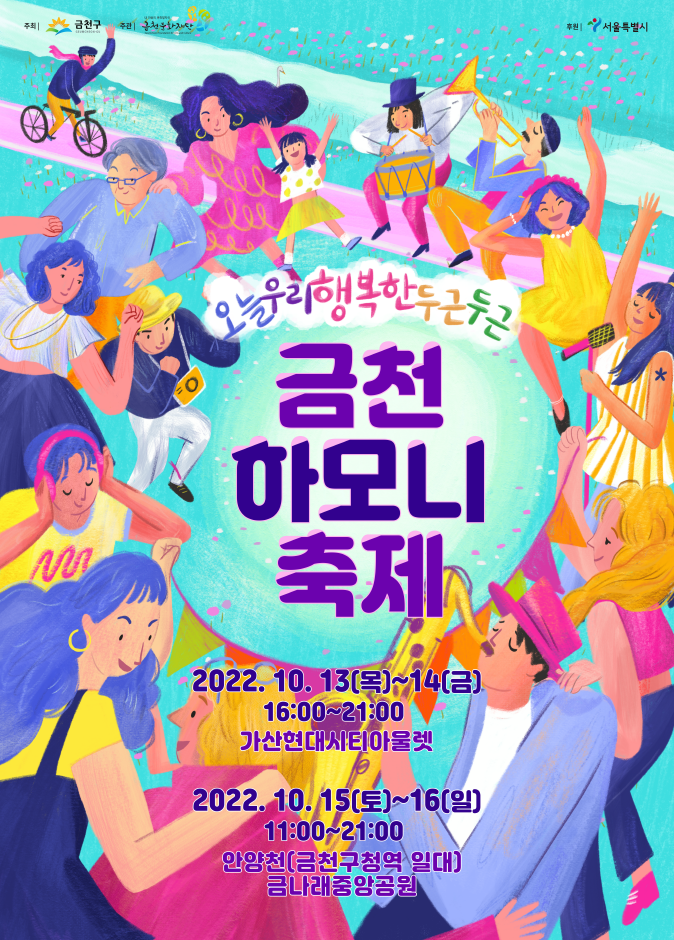 주최 | 금천구 주관 | 금천문화재단 후원 | 서울특별시
오늘우리행복한두근두근
금천
하모니
축제
2022. 10. 13(목)~14(금)
16:00~21:00
가산현대시티아울렛
2022. 10. 15(토)~16(일)
11:00~21:00
안양천(금천구청역 일대)
금나래중앙공원